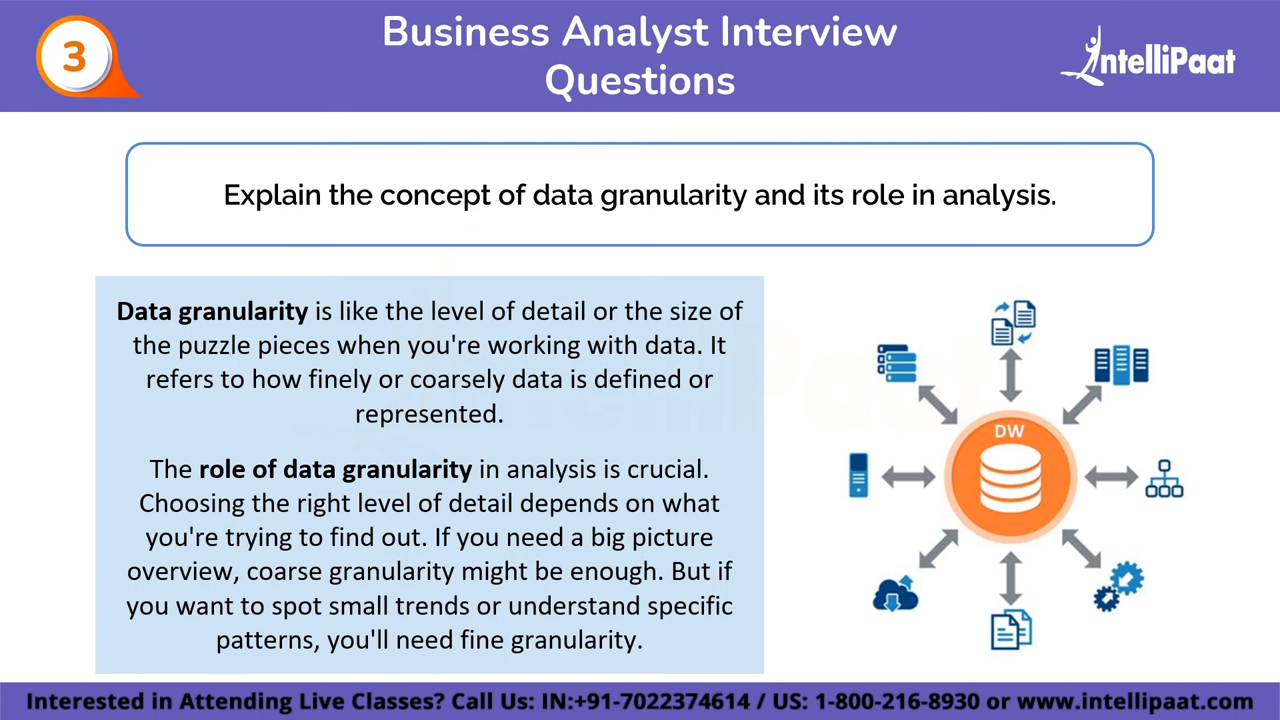 3
Business Analyst Interview
Questions
IntelliPaat
Explain the concept of data granularity and its role in analysis.
Data granularity is like the level of detail or the size of
the puzzle pieces when you're working with data. It
refers to how finely or coarsely data is defined or
represented.
The role of data granularity in analysis is crucial.
Choosing the right level of detail depends on what
you're trying to find out. If you need a big picture
overview, coarse granularity might be enough. But if
you want to spot small trends or understand specific
patterns, you'll need fine granularity.
DW
Interested in Attending Live Classes? Call Us: IN:+91-7022374614 / US: 1-800-216-8930 or www.intellipaat.com